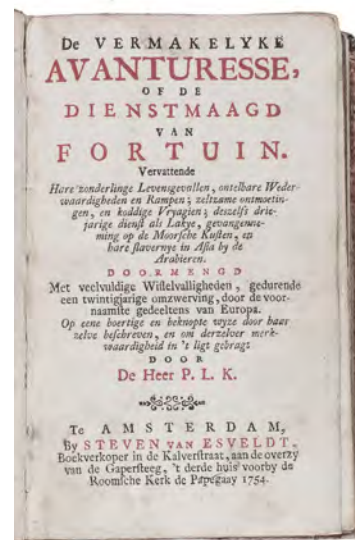 De VERMAKELYKE
AVANTURESSE,
OF DE
DIENSTMAAGD
VAN
FORTUIN.
Vervattende
Hare zonderlinge Levensgevallen, ontelbare Weder-
waardigheden en Rampen; zeltzame ontmoetin-
gen, en koddige Vryagien; deszelfs drie-
jarige dienst als Lakye, gevangenne-
ming op de Moorsche Kusten, en
hare slavernye in Asia by de
Arabieren.
DOORMENGD
Met veelvuldige Wisselvalligheden, gedurende
een twintigjarige omzwerving, door de voor-
naamste gedeeltens van Europa.
Op eene boertige en beknopte wyze door haar
zelve beschreven, en om derzelver merk-
waardigheid in 't ligt gebragt
DOOR
De Heer P. L. K.
Te AMSTERDAM,
By STEVEN VAN ESVELDT,
Boekverkoper in de Kalverstraat, aan de overzy
van de Gapersteeg, 't derde huis voorby de
Roomsche Kerk de Papegaay 1754.